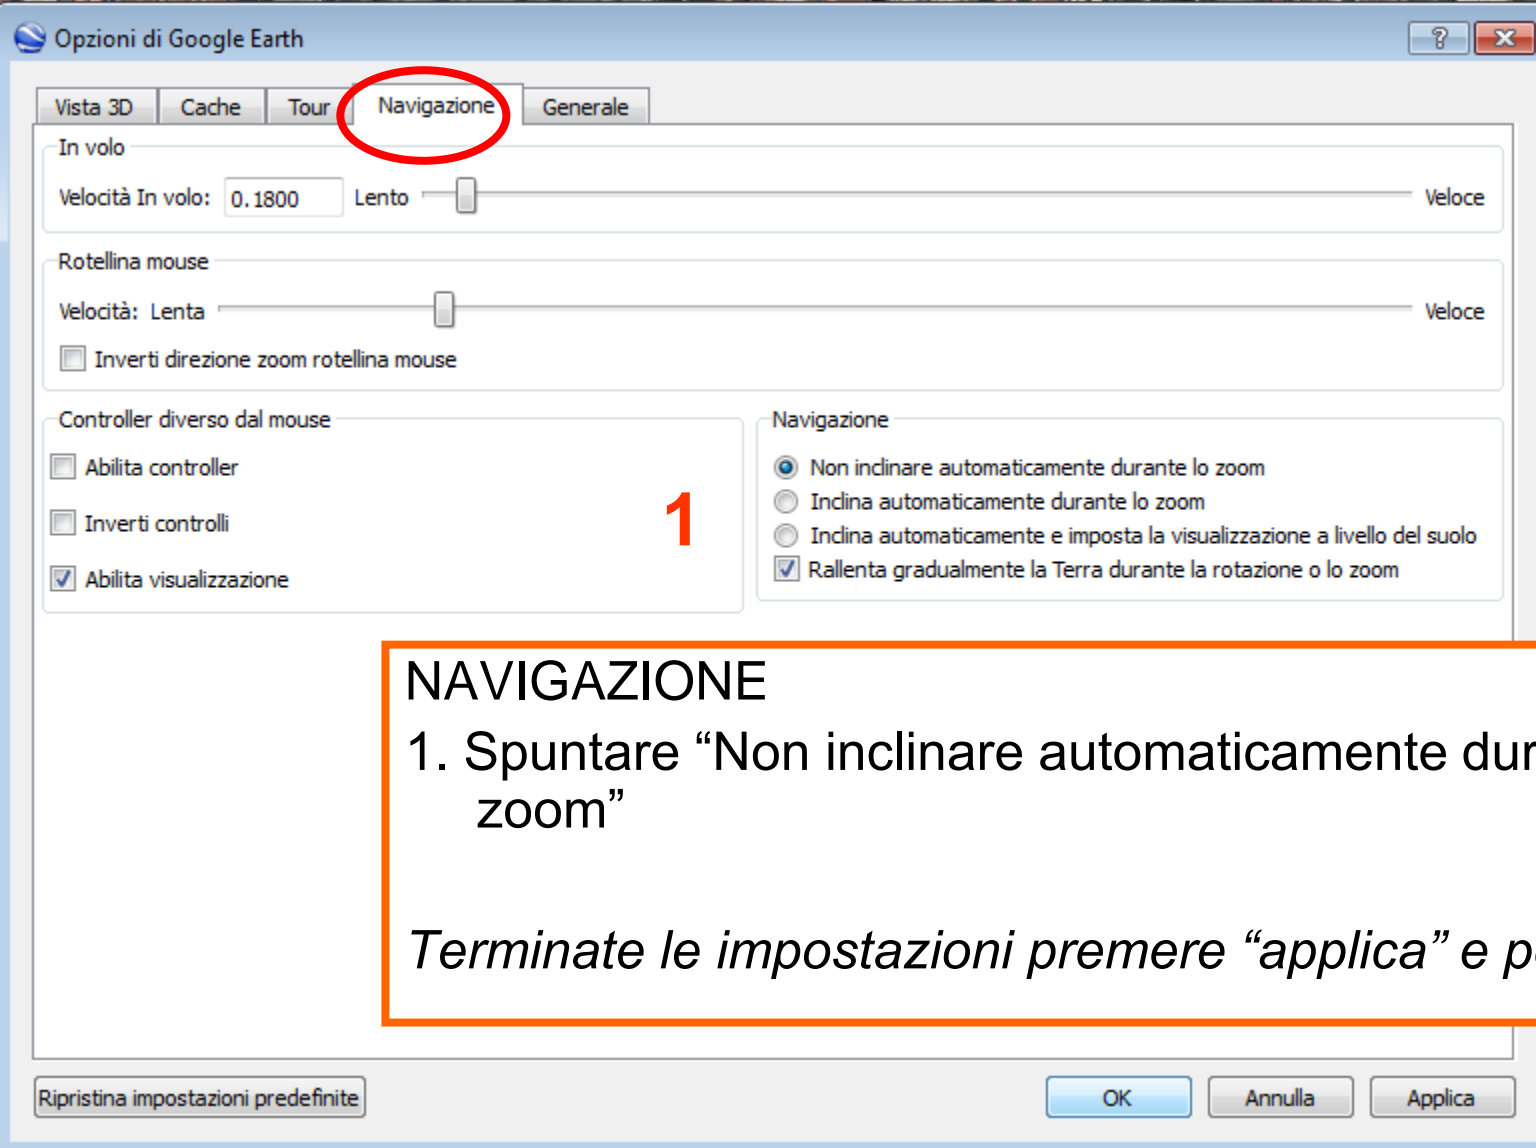 Opzioni di Google Earth
Vista 3D
Cache
Tour
Navigazione
Generale
In volo
Velocità In volo: 0.1800 Lento Veloce
Rotellina mouse
Velocità: Lenta Veloce
Inverti direzione zoom rotellina mouse
Controller diverso dal mouse
Abilita controller
Inverti controlli
Abilita visualizzazione
1
Navigazione
Non inclinare automaticamente durante lo zoom
Inclina automaticamente durante lo zoom
Inclina automaticamente e imposta la visualizzazione a livello del suolo
Rallenta gradualmente la Terra durante la rotazione o lo zoom
NAVIGAZIONE
1. Spuntare “Non inclinare automaticamente
zoom”
Terminate le impostazioni premere “applica” e
Ripristina impostazioni predefinite
OK
Annulla
Applica